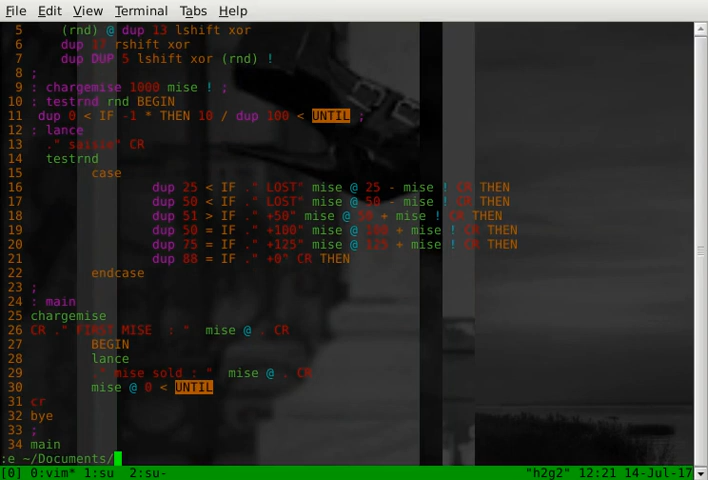 File Edit View Terminal Tabs Help
5 (rnd) @ dup 13 lshift xor
6 dup 17 rshift xor
7 dup DUP 5 lshift xor (rnd) !
8 ;
9 : chargemise 1000 mise ! ;
10 : testrnd rnd BEGIN
11 dup 0 < IF -1 * THEN 10 / dup 100 < UNTIL ;
12 : lance
13 ." saisie" CR
14 testrnd
15 case
16 dup 25 < IF ." LOST" mise @ 25 - mise ! CR THEN
17 dup 50 < IF ." LOST" mise @ 50 - mise ! CR THEN
18 dup 51 > IF ." +50" mise @ 50 + mise ! CR THEN
19 dup 50 = IF ." +100" mise @ 100 + mise ! CR THEN
20 dup 75 = IF ." +125" mise @ 125 + mise ! CR THEN
21 dup 88 = IF ." +0" CR THEN
22 endcase
23 ;
24 : main
25 chargemise
26 CR ." FIRST MISE : " mise @ . CR
27 BEGIN
28 lance
29 ." mise sold : " mise @ . CR
30 mise @ 0 < UNTIL
31 cr
32 bye
33 ;
34 main
:e ~/Documents/
[0] 0:vim* 1:su 2:su- "h2g2" 12:21 14-Jul-17